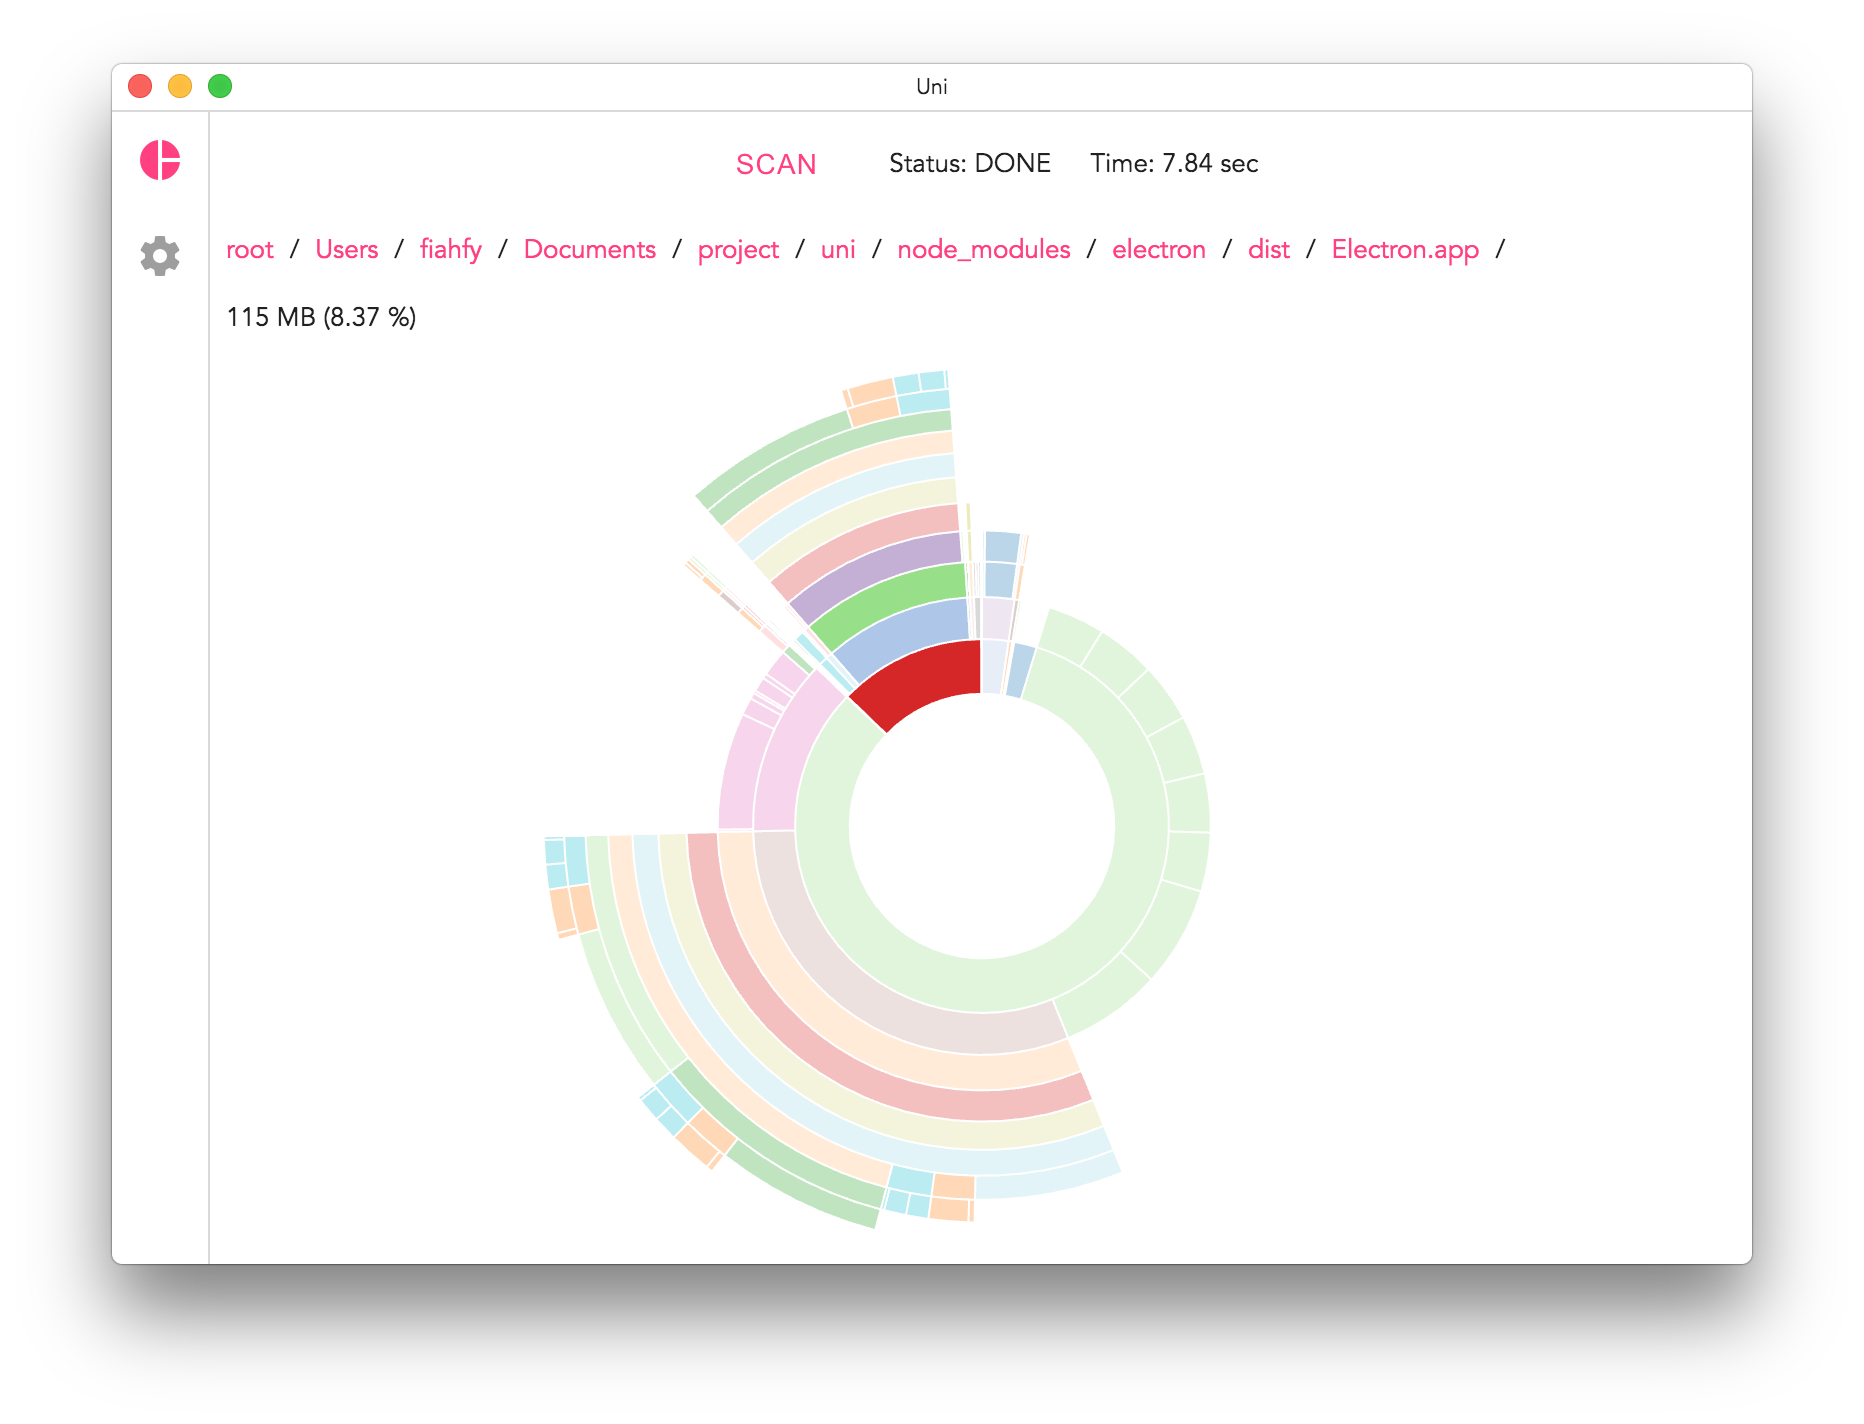 Uni
SCAN Status: DONE Time: 7.84 sec
root / Users / fiahfy / Documents / project / uni / node_modules / electron / dist / Electron.app /
115 MB (8.37 %)